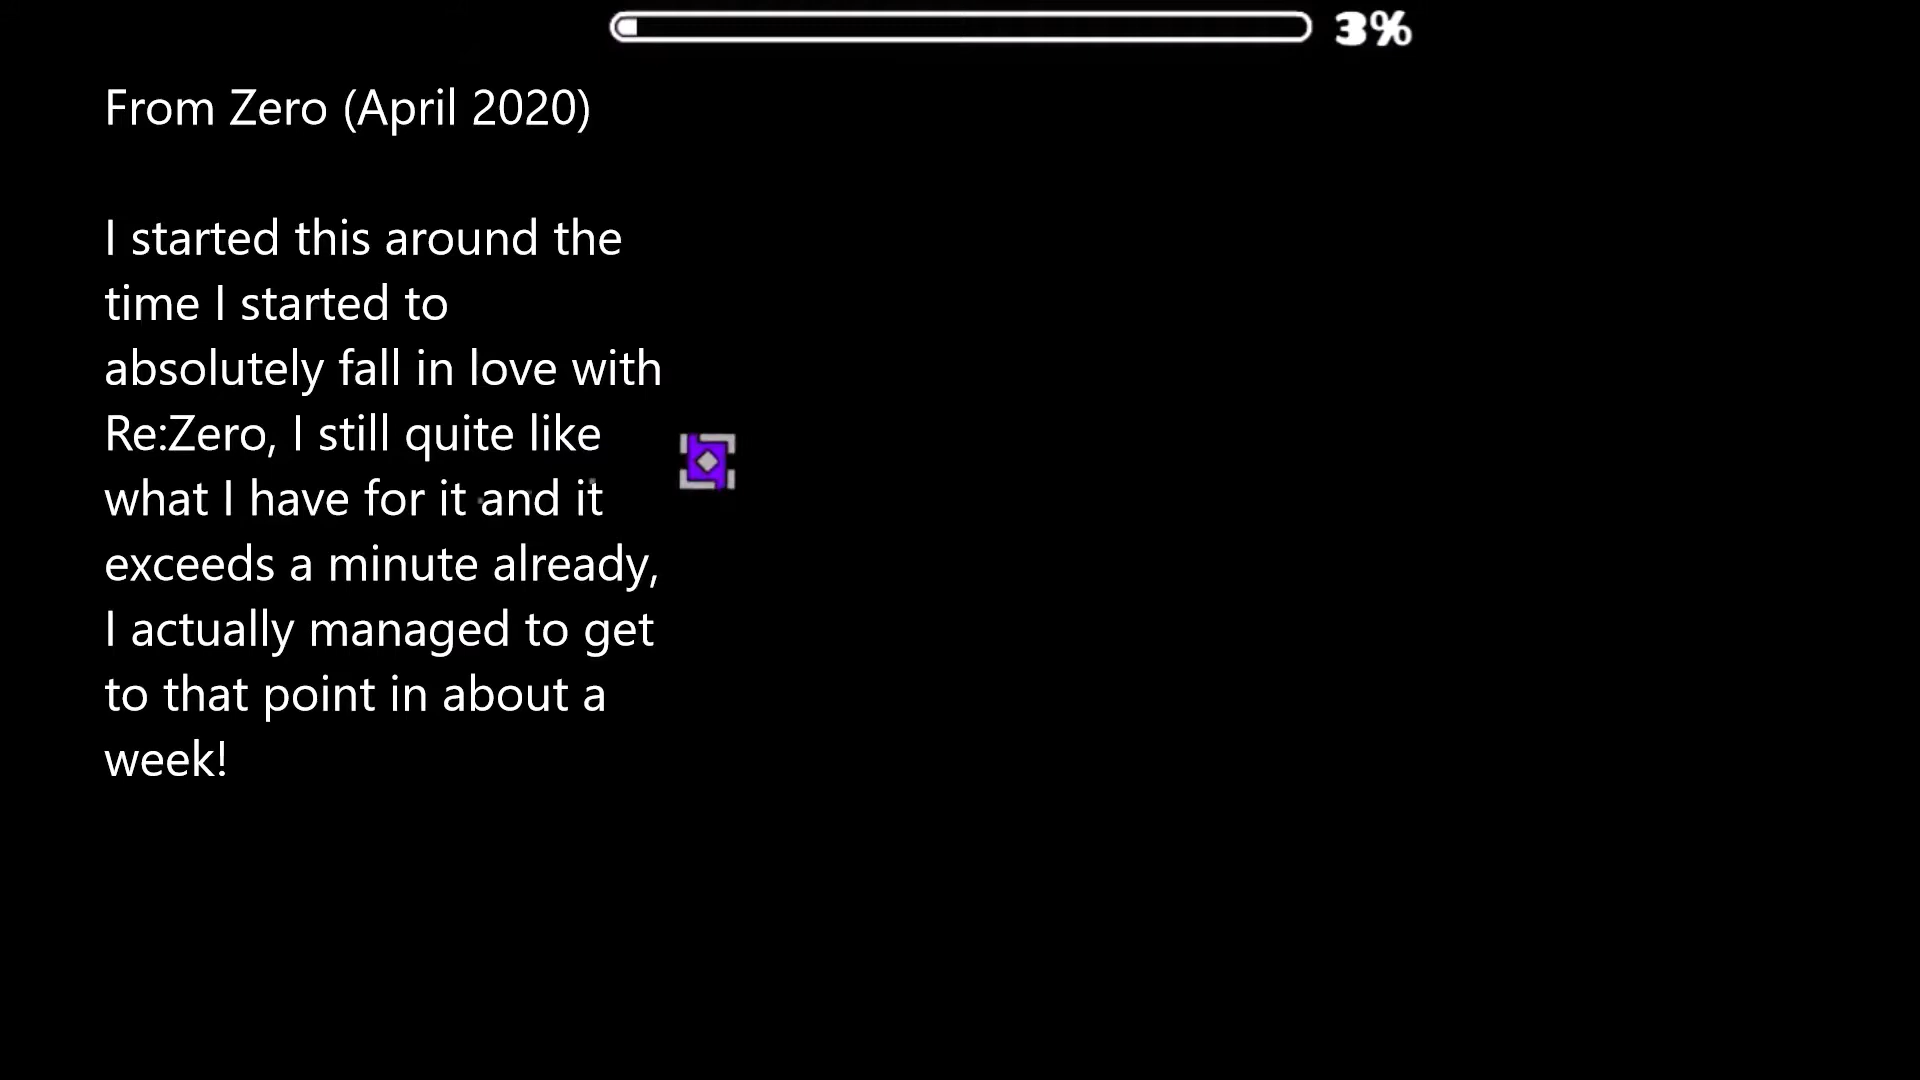 3%
From Zero (April 2020)
I started this around the
time I started to
absolutely fall in love with
Re:Zero, I still quite like
what I have for it and it
exceeds a minute already,
I actually managed to get
to that point in about a
week!